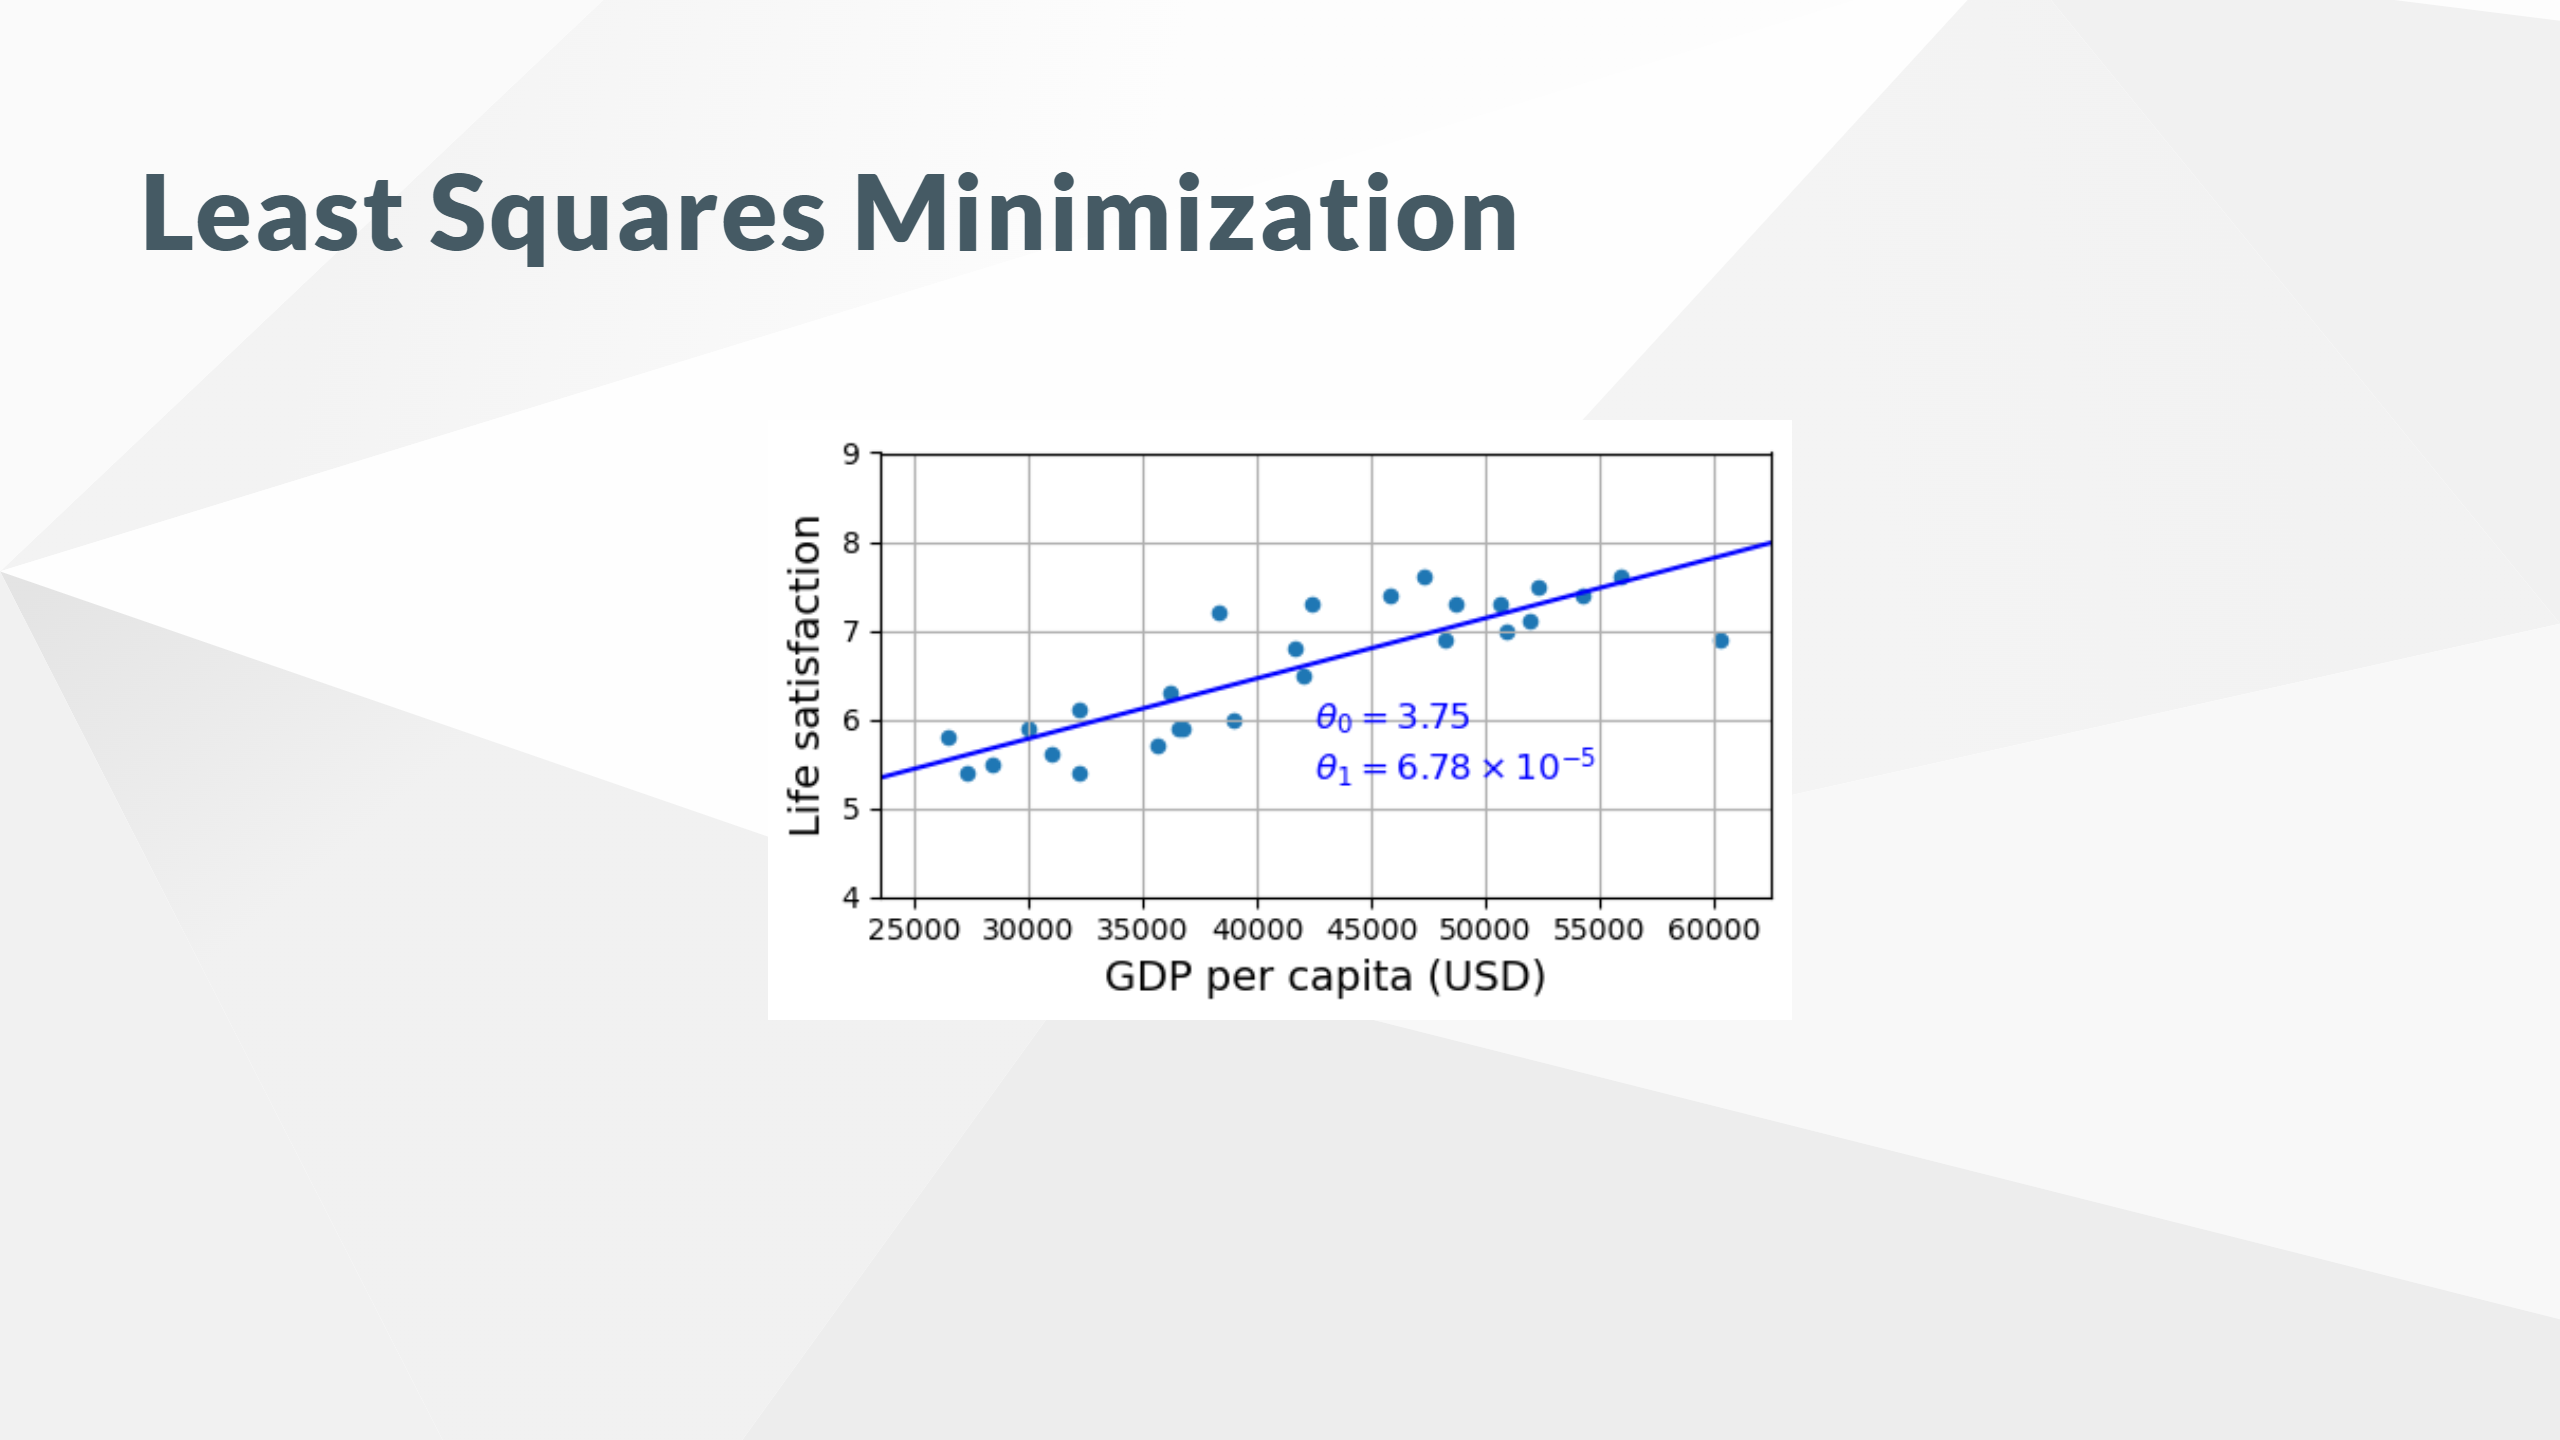 Least Squares Minimization
9
8
7
6
5
4
Life satisfaction
θ₀ = 3.75
θ₁ = 6.78 × 10⁻⁵
25000 30000 35000 40000 45000 50000 55000 60000
GDP per capita (USD)